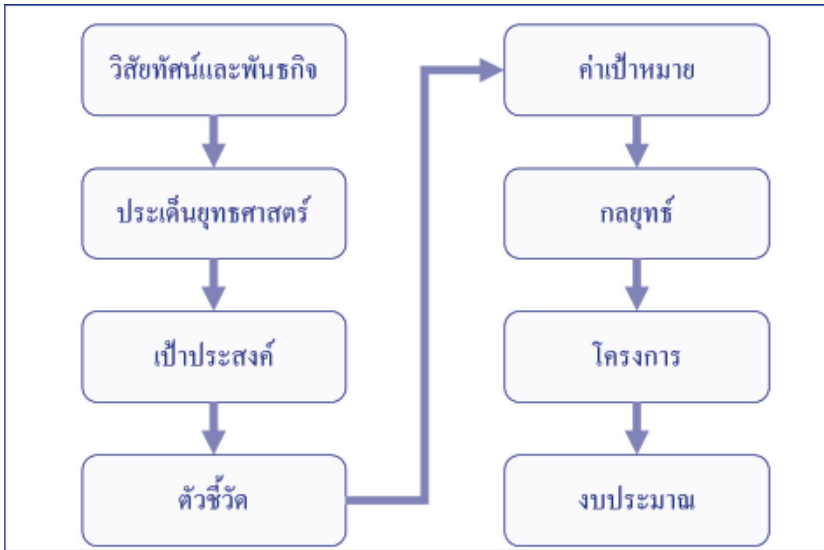 วิสัยทัศน์และพันธกิจ
ประเด็นยุทธศาสตร์
เป้าประสงค์
ตัวชี้วัด
ค่าเป้าหมาย
กลยุทธ์
โครงการ
งบประมาณ